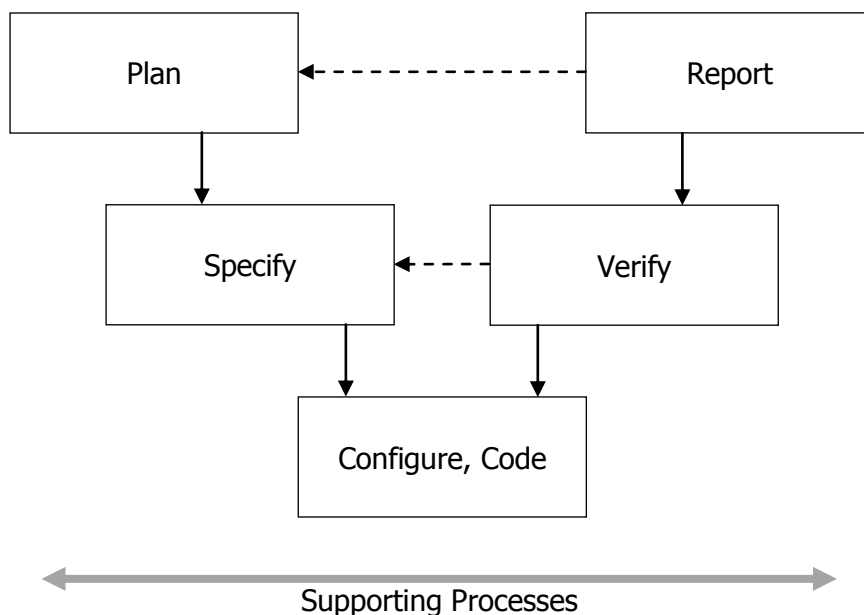 Plan
Report
Specify
Verify
Configure, Code
Supporting Processes